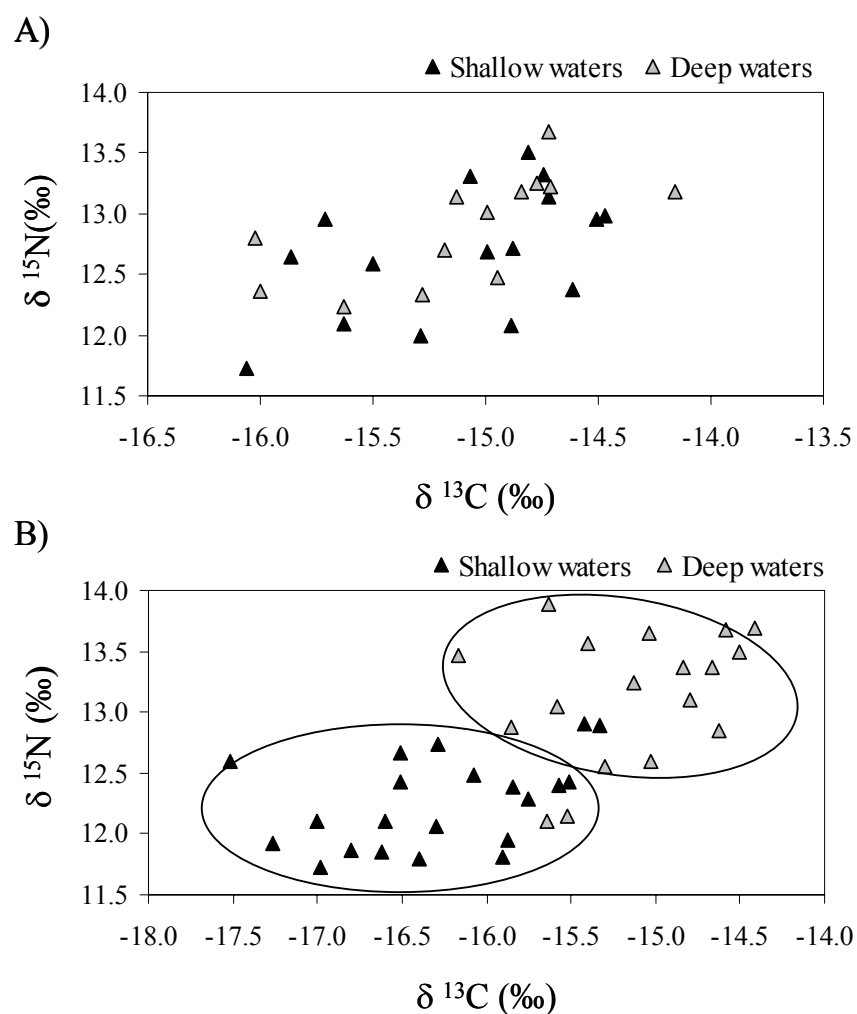 A)
▲ Shallow waters △ Deep waters
14.0
13.5
13.0
12.5
12.0
11.5
δ ¹⁵N(‰)
-16.5 -16.0 -15.5 -15.0 -14.5 -14.0 -13.5
δ ¹³C (‰)
B)
▲ Shallow waters △ Deep waters
14.0
13.5
13.0
12.5
12.0
11.5
δ ¹⁵N (‰)
-18.0 -17.5 -17.0 -16.5 -16.0 -15.5 -15.0 -14.5 -14.0
δ ¹³C (‰)